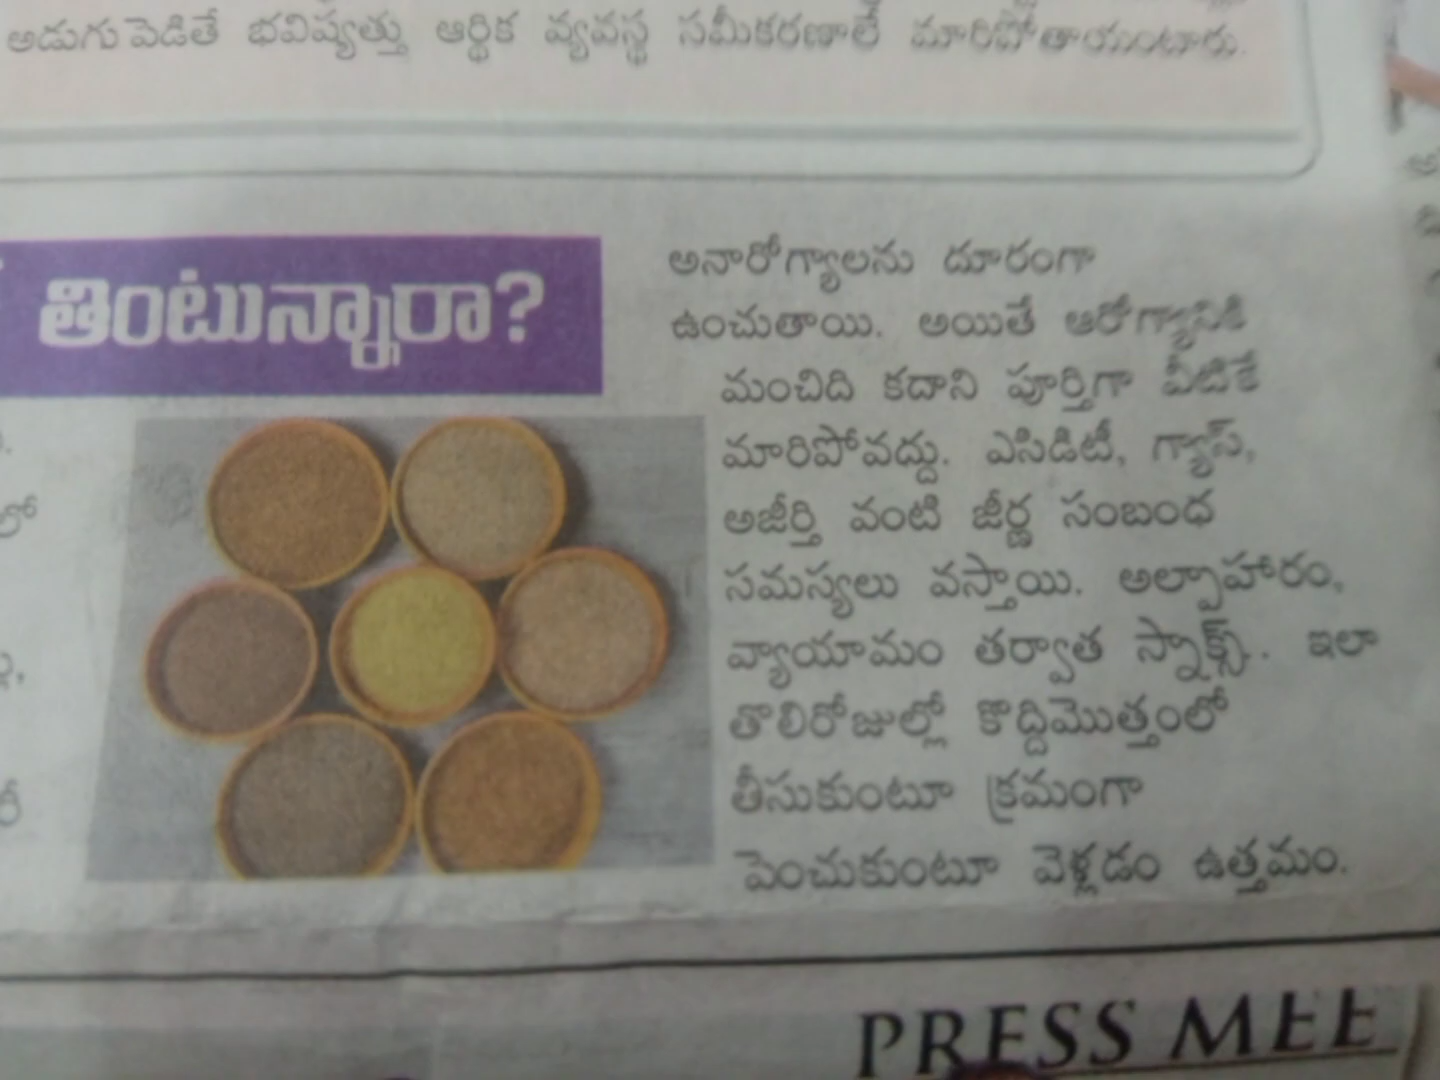 అడుగు పెడితే భవిష్యత్తు ఆర్థిక వ్యవస్థ సమీకరణాలే మారిపోతాయంటారు.
తింటున్నారా?
అనారోగ్యాలను దూరంగా
ఉంచుతాయి. అయితే ఆరోగ్యానికి
మంచిది కదాని పూర్తిగా వీటికే
మారిపోవద్దు. ఎసిడిటీ, గ్యాస్,
అజీర్తి వంటి జీర్ణ సంబంధ
సమస్యలు వస్తాయి. అల్పాహారం,
వ్యాయామం తర్వాత స్నాక్స్. ఇలా
తొలిరోజుల్లో కొద్దిమొత్తంలో
తీసుకుంటూ క్రమంగా
పెంచుకుంటూ వెళ్లడం ఉత్తమం.
PRESS MEE